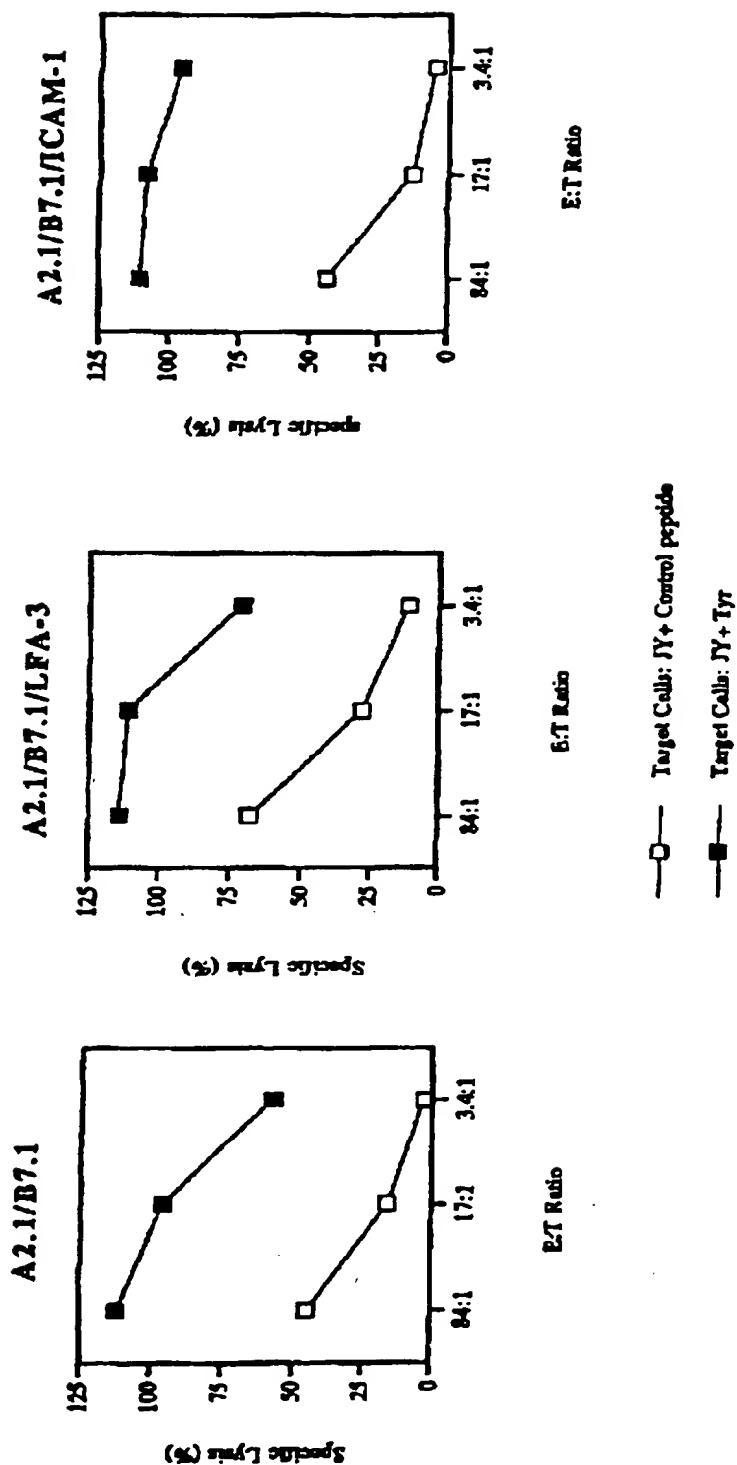 A2.1/B7.1
Specific Lysis (%)
125
100
75
50
25
0
84:1
17:1
3.4:1
E:T Ratio
A2.1/B7.1/LFA-3
Specific Lysis (%)
125
100
75
50
25
0
84:1
17:1
3.4:1
E:T Ratio
A2.1/B7.1/ICAM-1
specific Lysis (%)
125
100
75
50
25
0
84:1
17:1
3.4:1
E:T Ratio
Target Calls: JY+ Control peptide
Target Calls: JY+ Tyr